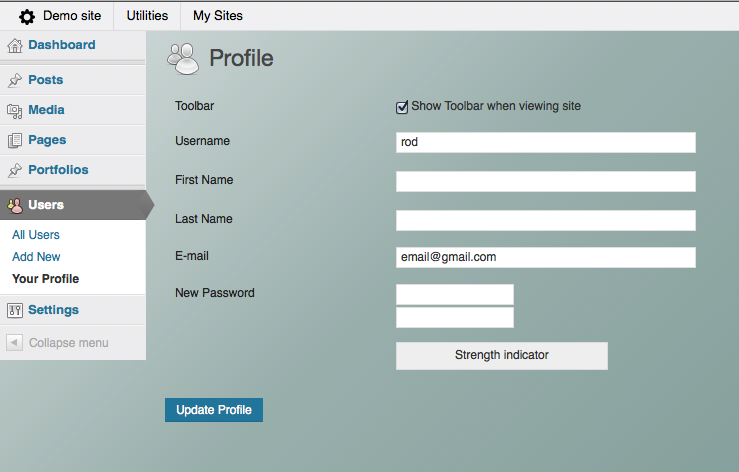 Demo site Utilities My Sites
Dashboard
Posts
Media
Pages
Portfolios
Users
All Users
Add New
Your Profile
Settings
Collapse menu
Profile
Toolbar Show Toolbar when viewing site
Username rod
First Name
Last Name
E-mail email@gmail.com
New Password
Strength indicator
Update Profile